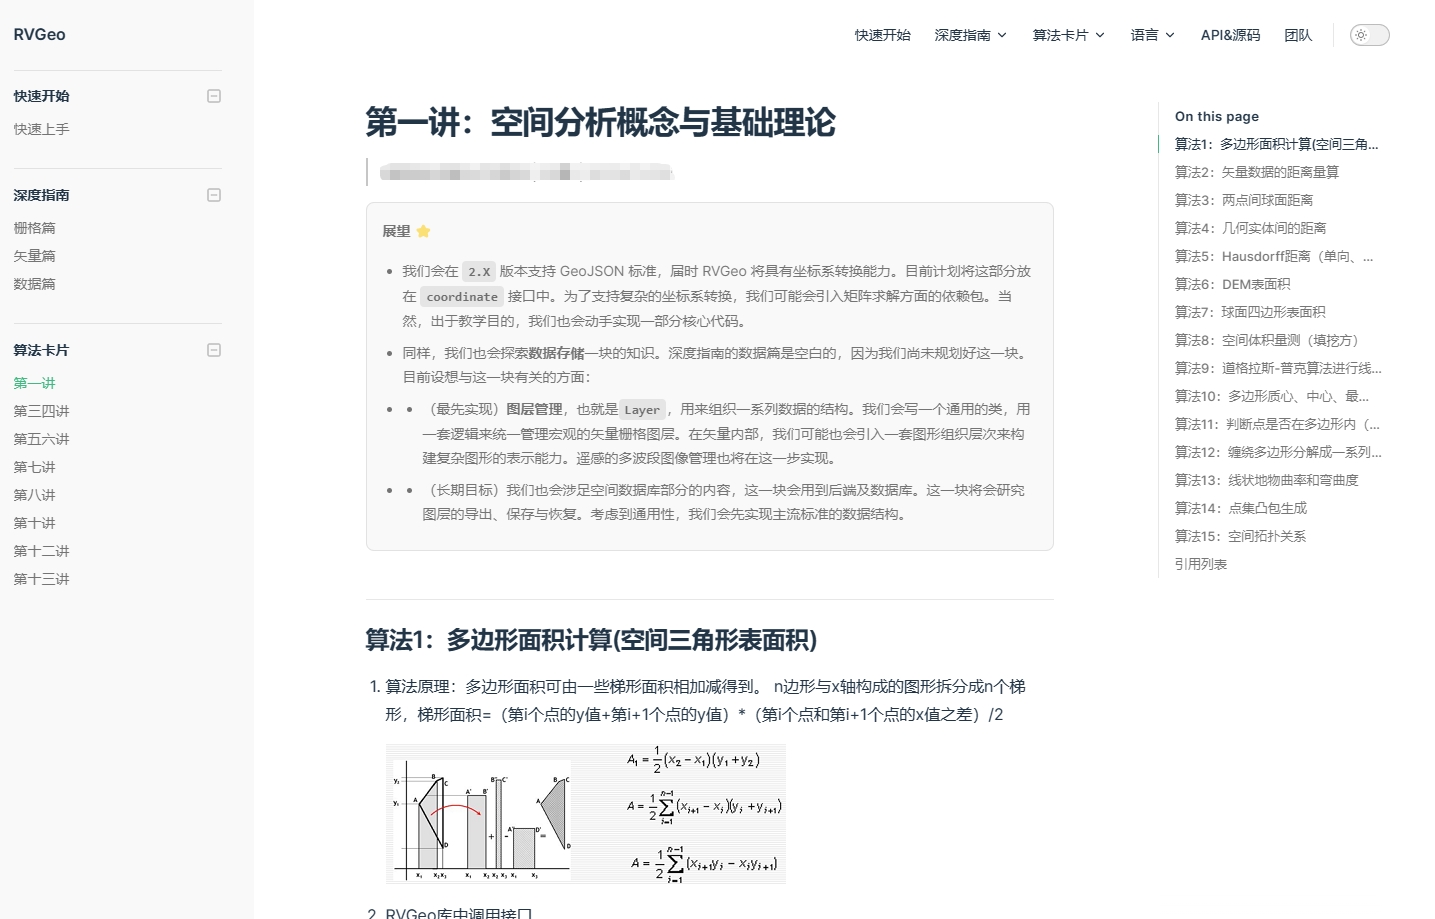 RVGeo
快速开始
深度指南
算法卡片
语言
API&源码
团队
快速开始
快速上手
深度指南
栅格篇
矢量篇
数据篇
算法卡片
第一讲
第三四讲
第五六讲
第七讲
第八讲
第十讲
第十二讲
第十三讲
第一讲：空间分析概念与基础理论
展望 ⭐
我们会在 2.X 版本支持 GeoJSON 标准，届时 RVGeo 将具有坐标系转换能力。目前计划将这部分放
在 coordinate 接口中。为了支持复杂的坐标系转换，我们可能会引入矩阵求解方面的依赖包。当
然，出于教学目的，我们也会动手实现一部分核心代码。
同样，我们也会探索数据存储一块的知识。深度指南的数据篇是空白的，因为我们尚未规划好这一块。
目前设想与这一块有关的方面：
（最先实现）图层管理，也就是 Layer ，用来组织一系列数据的结构。我们会写一个通用的类，用
一套逻辑来统一管理宏观的矢量栅格图层。在矢量内部，我们可能也会引入一套图形组织层次来构
建复杂图形的表示能力。遥感的多波段图像管理也将在这一步实现。
（长期目标）我们也会涉足空间数据库部分的内容，这一块会用到后端及数据库。这一块将会研究
图层的导出、保存与恢复。考虑到通用性，我们会先实现主流标准的数据结构。
算法1：多边形面积计算(空间三角形表面积)
1. 算法原理：多边形面积可由一些梯形面积相加减得到。 n边形与x轴构成的图形拆分成n个梯
形，梯形面积=（第i个点的y值+第i+1个点的y值）*（第i个点和第i+1个点的x值之差）/2
y₂
y₁
A
B
C
D
A'
B'
B'
C'
A'
D'
+
-
=
A
B
C
D
x₁
x₂
x₃
x₁
x₂
x₂
x₃
x₁
x₃
A₁ = 1/2 (x₂ − x₁)(y₁ + y₂)
A = 1/2 ∑_{i=1}^{n−1} (x_{i+1} − x_i)(y_i + y_{i+1})
A = 1/2 ∑_{i=1}^{n−1} (x_{i+1}y_i − x_iy_{i+1})
2. RVGeo库中调用接口
On this page
算法1：多边形面积计算(空间三角...
算法2：矢量数据的距离量算
算法3：两点间球面距离
算法4：几何实体间的距离
算法5：Hausdorff距离（单向、...
算法6：DEM表面积
算法7：球面四边形表面积
算法8：空间体积量测（填挖方）
算法9：道格拉斯-普克算法进行线...
算法10：多边形质心、中心、最...
算法11：判断点是否在多边形内（...
算法12：缠绕多边形分解成一系列...
算法13：线状地物曲率和弯曲度
算法14：点集凸包生成
算法15：空间拓扑关系
引用列表